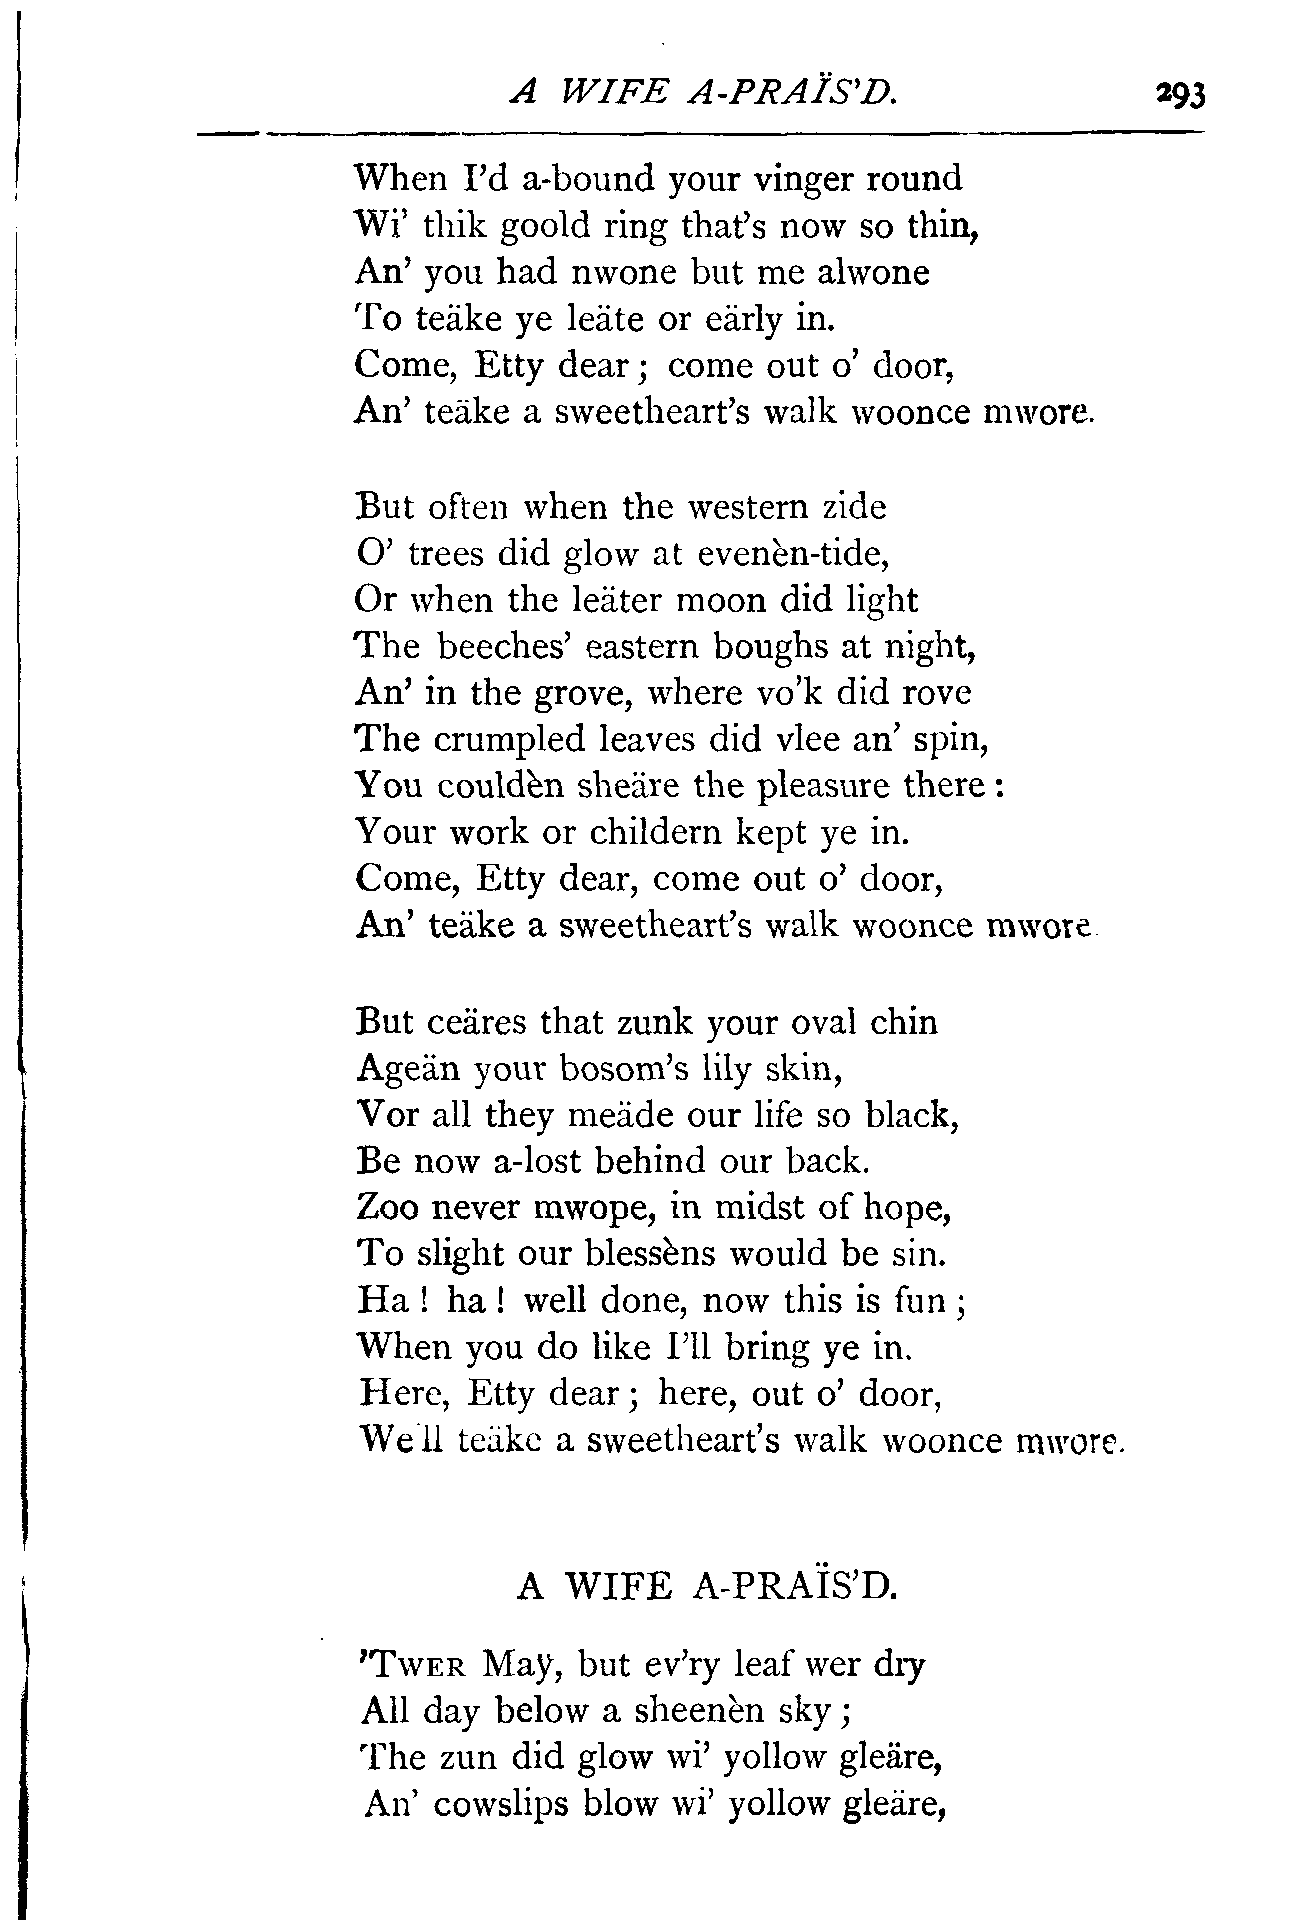 A WIFE A-PRAÏS'D. 293
When I'd a-bound your vinger round
Wi' thik goold ring that's now so thin,
An' you had nwone but me alwone
To teäke ye leäte or eärly in.
Come, Etty dear; come out o' door,
An' teäke a sweetheart's walk woonce mwore.
But often when the western zide
O' trees did glow at evenèn-tide,
Or when the leäter moon did light
The beeches' eastern boughs at night,
An' in the grove, where vo'k did rove
The crumpled leaves did vlee an' spin,
You couldèn sheäre the pleasure there:
Your work or childern kept ye in.
Come, Etty dear, come out o' door,
An' teäke a sweetheart's walk woonce mwore.
But ceäres that zunk your oval chin
Ageän your bosom's lily skin,
Vor all they meäde our life so black,
Be now a-lost behind our back.
Zoo never mwope, in midst of hope,
To slight our blessèns would be sin.
Ha! ha! well done, now this is fun;
When you do like I'll bring ye in.
Here, Etty dear; here, out o' door,
We'll teäke a sweetheart's walk woonce mwore.
A WIFE A-PRAÏS'D.
'TWER May, but ev'ry leaf wer dry
All day below a sheenèn sky;
The zun did glow wi' yollow gleäre,
An' cowslips blow wi' yollow gleäre,